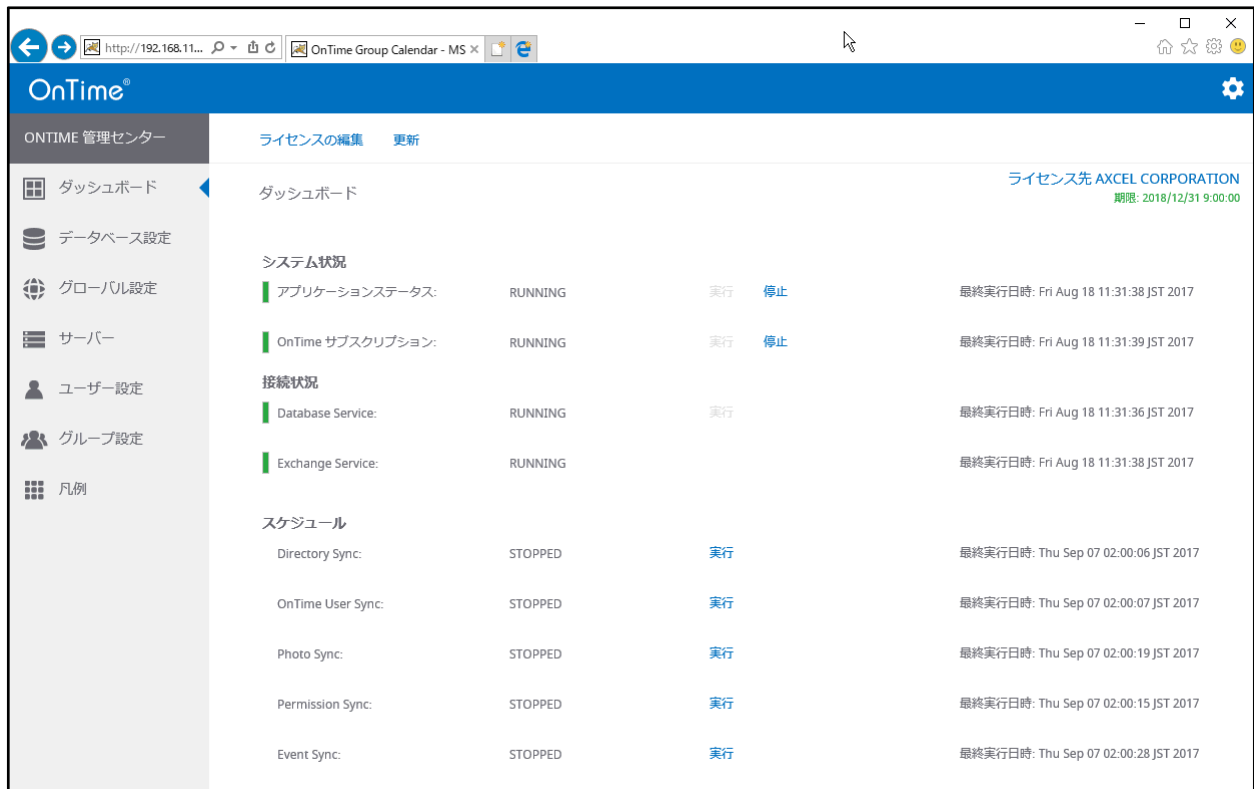 http://192.168.11... OnTime Group Calendar - MS
OnTime®
ONTIME 管理センター ライセンスの編集 更新
ダッシュボード
データベース設定
グローバル設定
サーバー
ユーザー設定
グループ設定
凡例
ダッシュボード
ライセンス先 AXCEL CORPORATION
期限: 2018/12/31 9:00:00
システム状況
アプリケーションステータス: RUNNING 実行 停止 最終実行日時: Fri Aug 18 11:31:38 JST 2017
OnTime サブスクリプション: RUNNING 実行 停止 最終実行日時: Fri Aug 18 11:31:39 JST 2017
接続状況
Database Service: RUNNING 実行 最終実行日時: Fri Aug 18 11:31:36 JST 2017
Exchange Service: RUNNING 最終実行日時: Fri Aug 18 11:31:38 JST 2017
スケジュール
Directory Sync: STOPPED 実行 最終実行日時: Thu Sep 07 02:00:06 JST 2017
OnTime User Sync: STOPPED 実行 最終実行日時: Thu Sep 07 02:00:07 JST 2017
Photo Sync: STOPPED 実行 最終実行日時: Thu Sep 07 02:00:19 JST 2017
Permission Sync: STOPPED 実行 最終実行日時: Thu Sep 07 02:00:15 JST 2017
Event Sync: STOPPED 実行 最終実行日時: Thu Sep 07 02:00:28 JST 2017